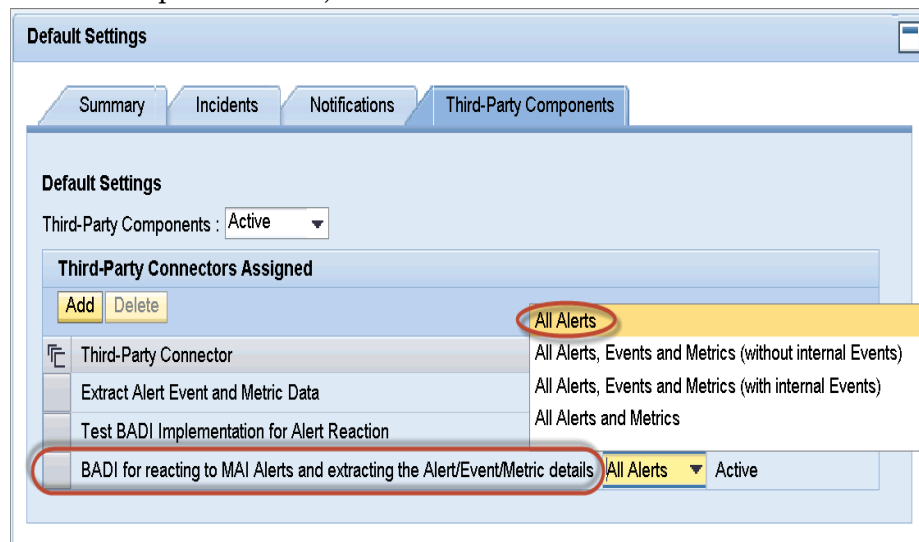 Default Settings
Summary Incidents Notifications Third-Party Components
Default Settings
Third-Party Components : Active
Third-Party Connectors Assigned
Add Delete
All Alerts
Third-Party Connector
All Alerts, Events and Metrics (without internal Events)
Extract Alert Event and Metric Data
All Alerts, Events and Metrics (with internal Events)
Test BADI Implementation for Alert Reaction
All Alerts and Metrics
BADI for reacting to MAI Alerts and extracting the Alert/Event/Metric details All Alerts Active